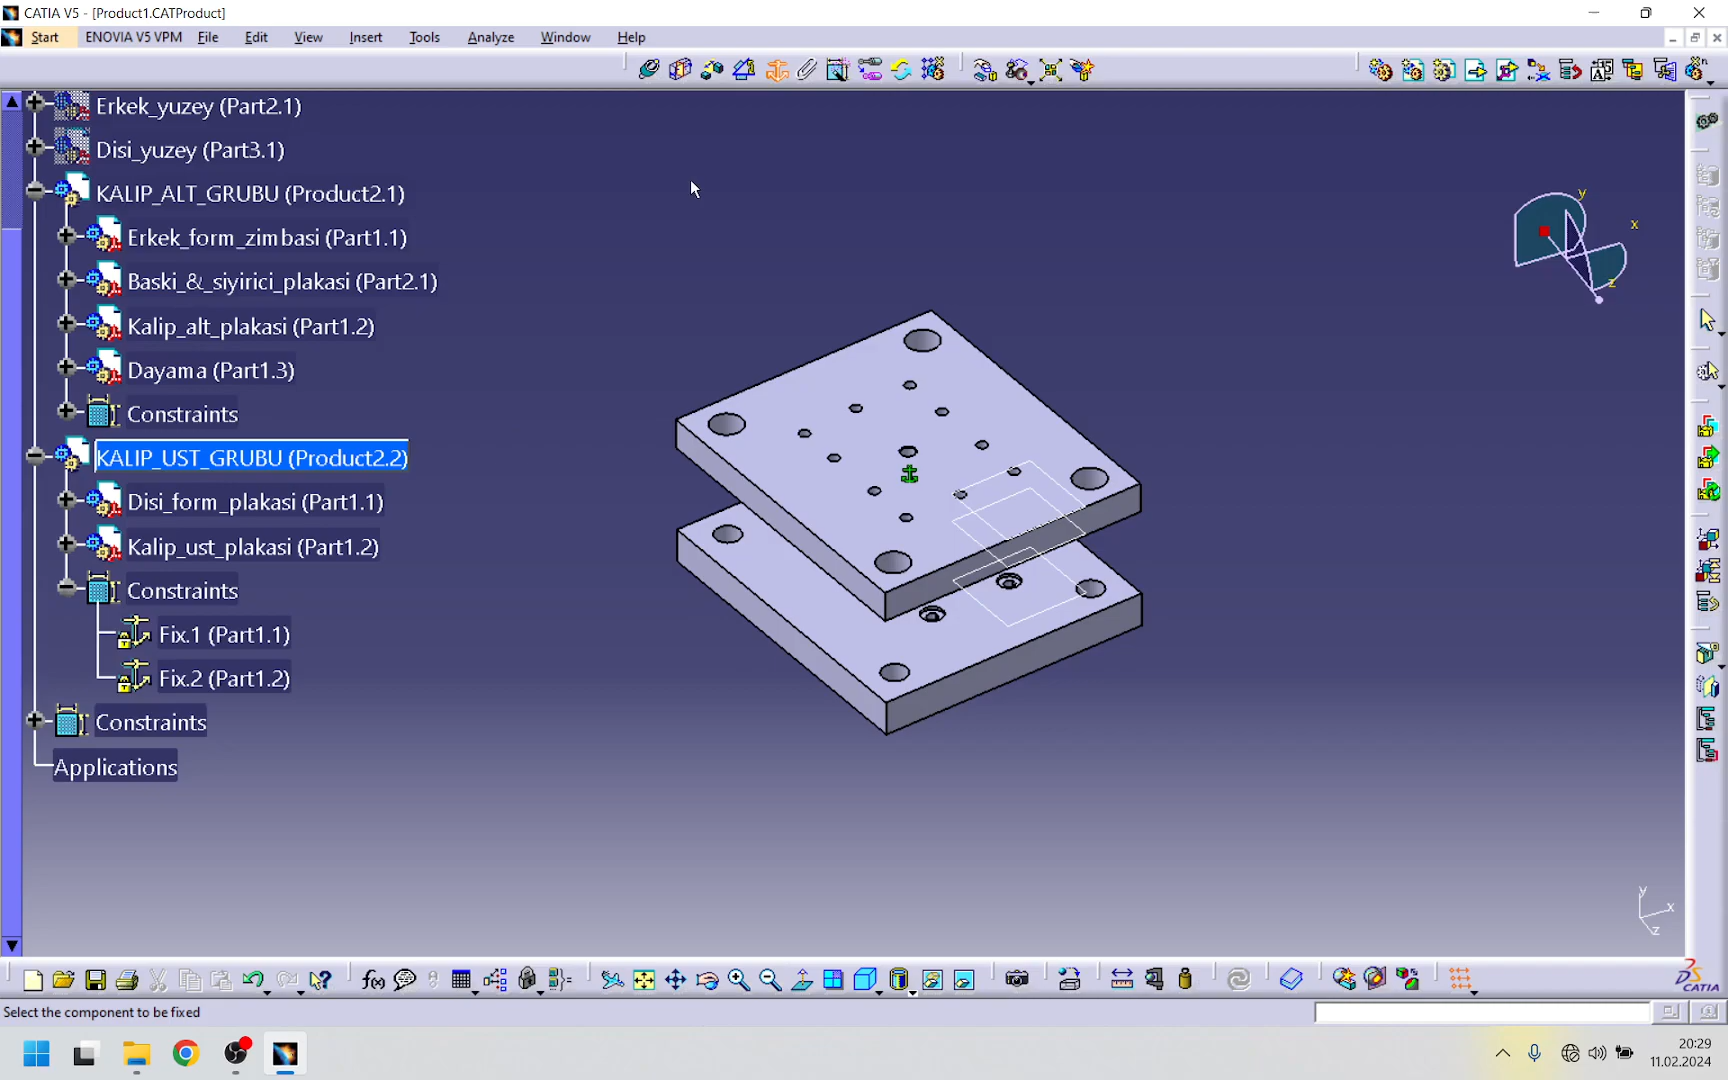 CATIA V5 - [Product1.CATProduct]
Start ENOVIA V5 VPM File Edit View Insert Tools Analyze Window Help
Erkek_yuzey (Part2.1)
Disi_yuzey (Part3.1)
KALIP_ALT_GRUBU (Product2.1)
Erkek_form_zimbasi (Part1.1)
Baski_&_siyirici_plakasi (Part2.1)
Kalip_alt_plakasi (Part1.2)
Dayama (Part1.3)
Constraints
KALIP_UST_GRUBU (Product2.2)
Disi_form_plakasi (Part1.1)
Kalip_ust_plakasi (Part1.2)
Constraints
Fix.1 (Part1.1)
Fix.2 (Part1.2)
Constraints
Applications
y
x
z
y
x
z
f(x)
CATIA
Select the component to be fixed
20:29
11.02.2024